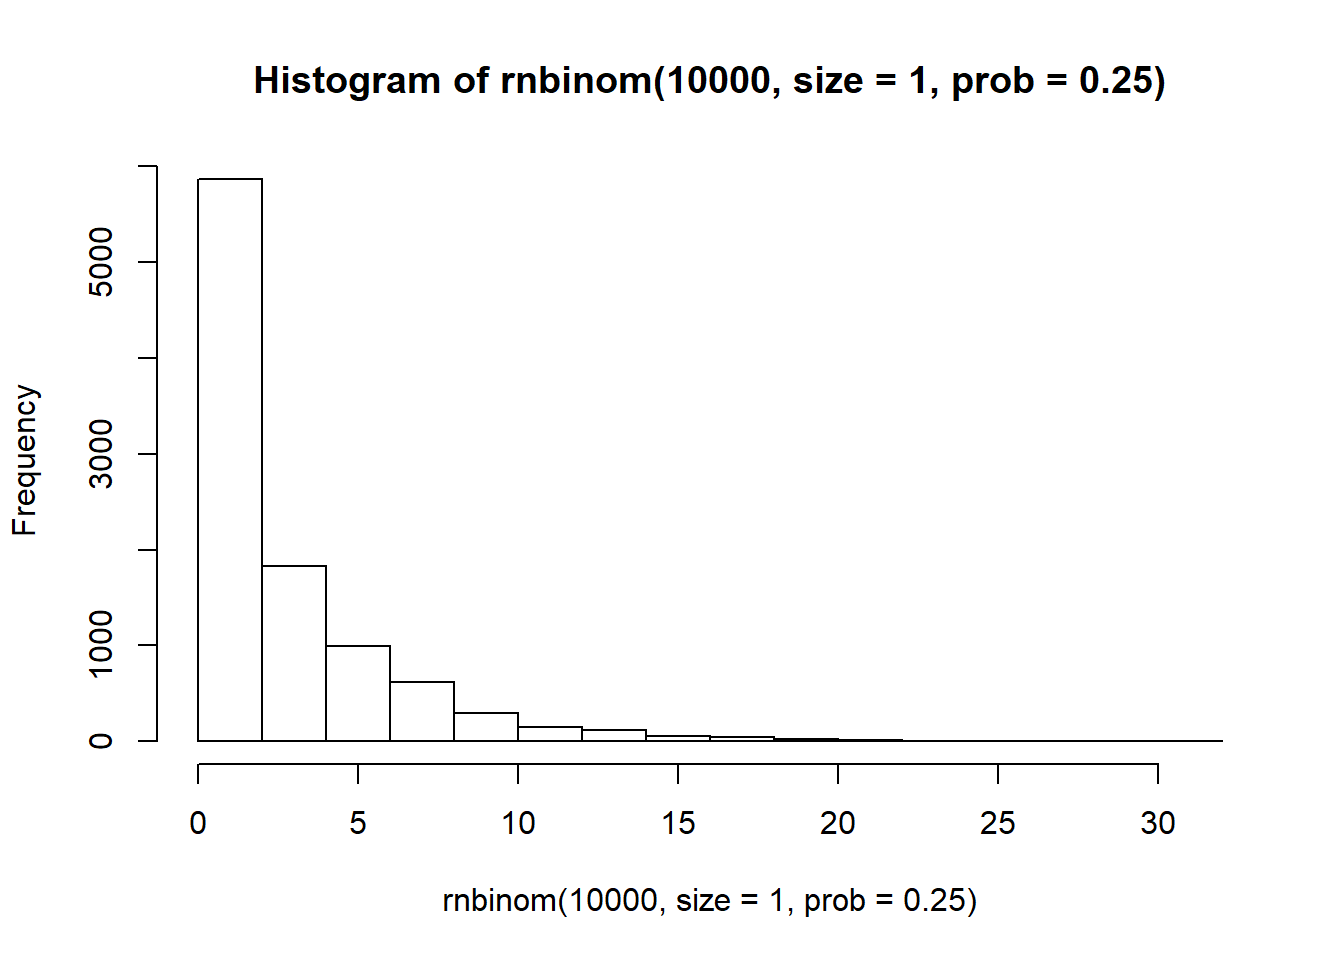 Histogram of rnbinom(10000, size = 1, prob = 0.25)
Frequency
5000
3000
1000
0
0 5 10 15 20 25 30
rnbinom(10000, size = 1, prob = 0.25)